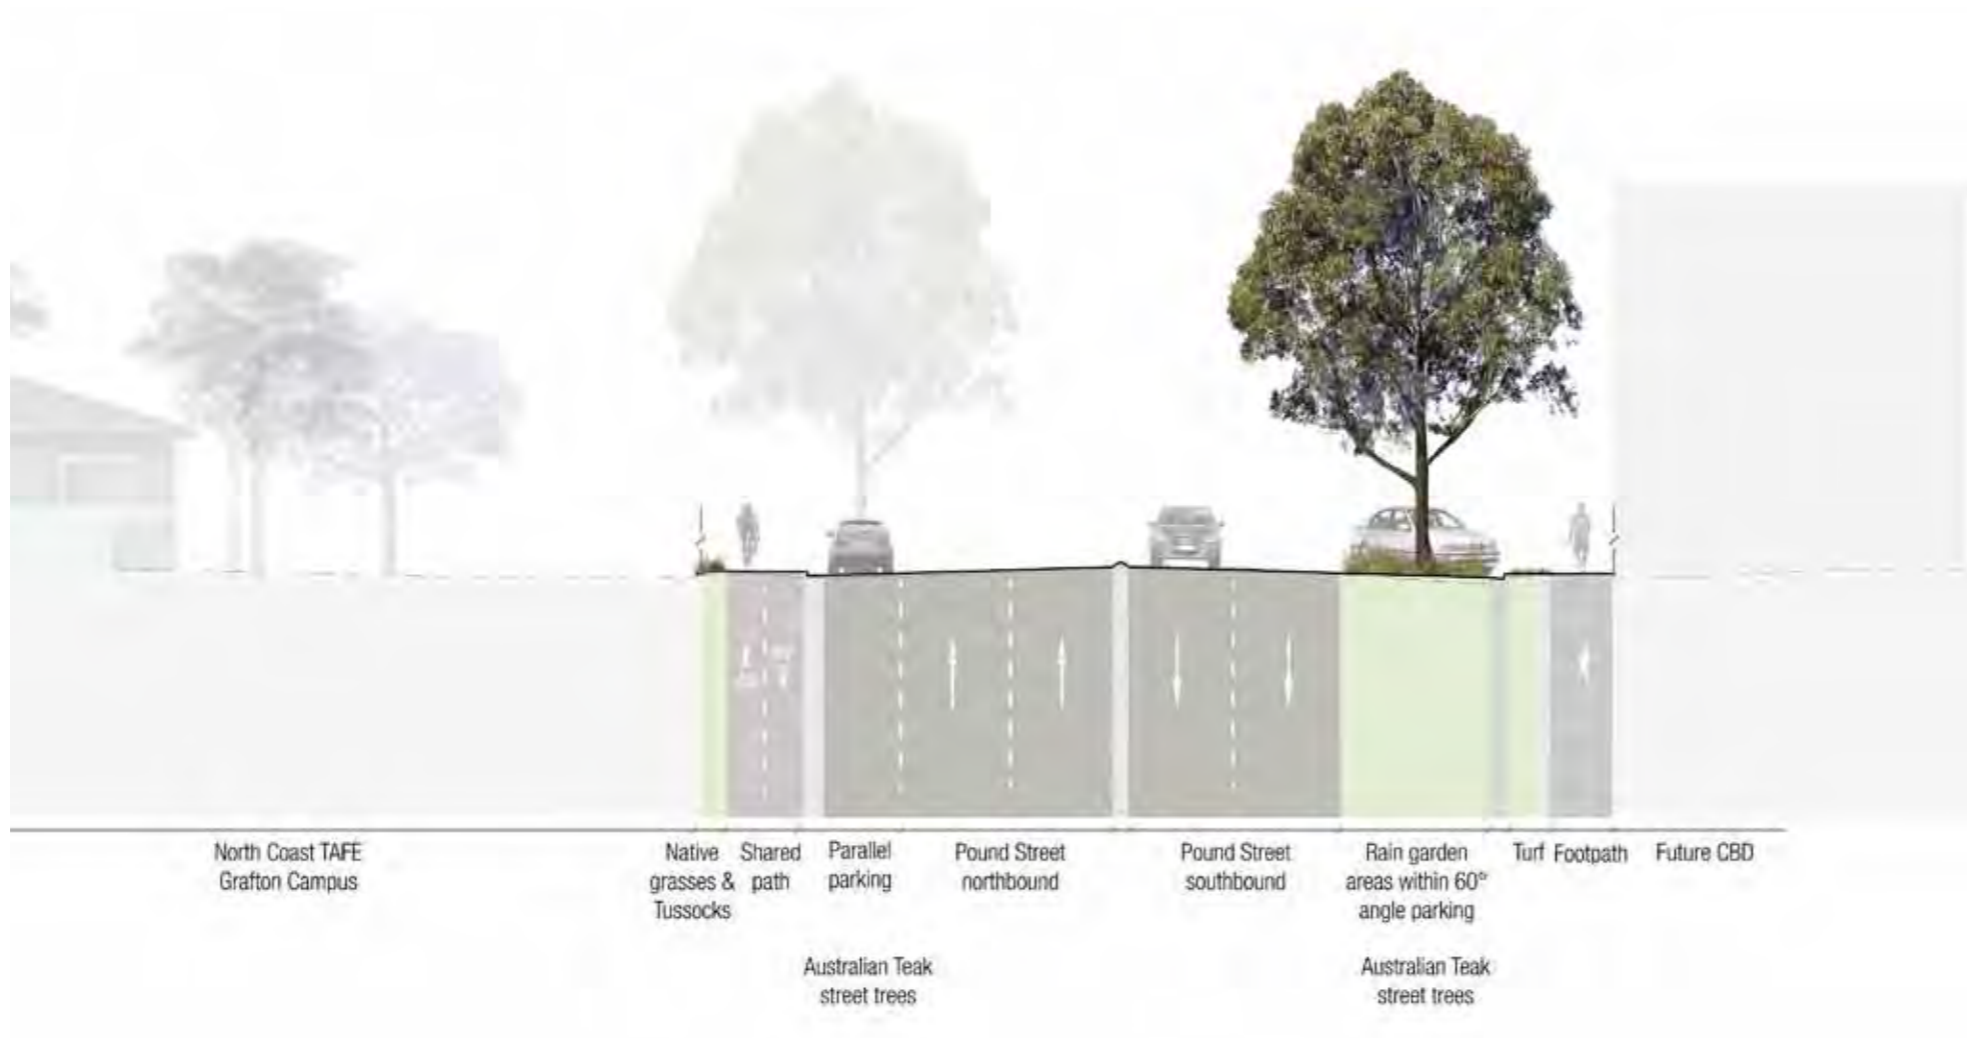 North Coast TAFE
Grafton Campus
Native
grasses &
Tussocks
Shared
path
Parallel
parking
Pound Street
northbound
Pound Street
southbound
Rain garden
areas within 60°
angle parking
Turf
Footpath
Future CBD
Australian Teak
street trees
Australian Teak
street trees